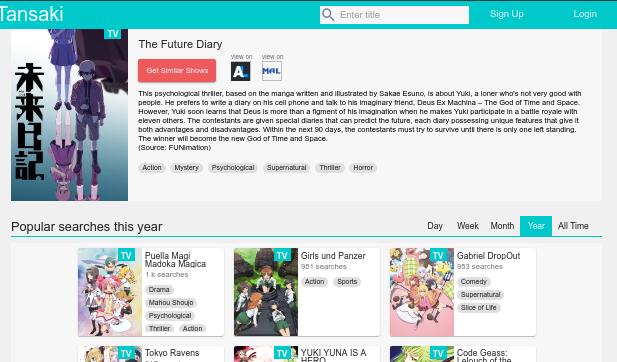 Tansaki
Enter title
Sign Up
Login
TV
未来日記
The Future Diary
Get Similar Shows
view on
view on
A
MAL
This psychological thriller, based on the manga written and illustrated by Sakae Esuno, is about Yuki, a loner who's not very good with
people. He prefers to write a diary on his cell phone and talk to his imaginary friend, Deus Ex Machina – The God of Time and Space.
However, Yuki soon learns that Deus is more than a figment of his imagination when he makes Yuki participate in a battle royale with
eleven others. The contestants are given special diaries that can predict the future, each diary possessing unique features that give it
both advantages and disadvantages. Within the next 90 days, the contestants must try to survive until there is only one left standing.
The winner will become the new God of Time and Space.
(Source: FUNimation)
Action
Mystery
Psychological
Supernatural
Thriller
Horror
Popular searches this year
Day
Week
Month
Year
All Time
TV
Puella Magi
Madoka Magica
1 k searches
Drama
Mahou Shoujo
Psychological
Thriller
Action
TV
Girls und Panzer
951 searches
Action
Sports
TV
Gabriel DropOut
953 searches
Comedy
Supernatural
Slice of Life
TV
Tokyo Ravens
TV
YUKI YUNA IS A
HERO
TV
Code Geass:
Lelouch of the